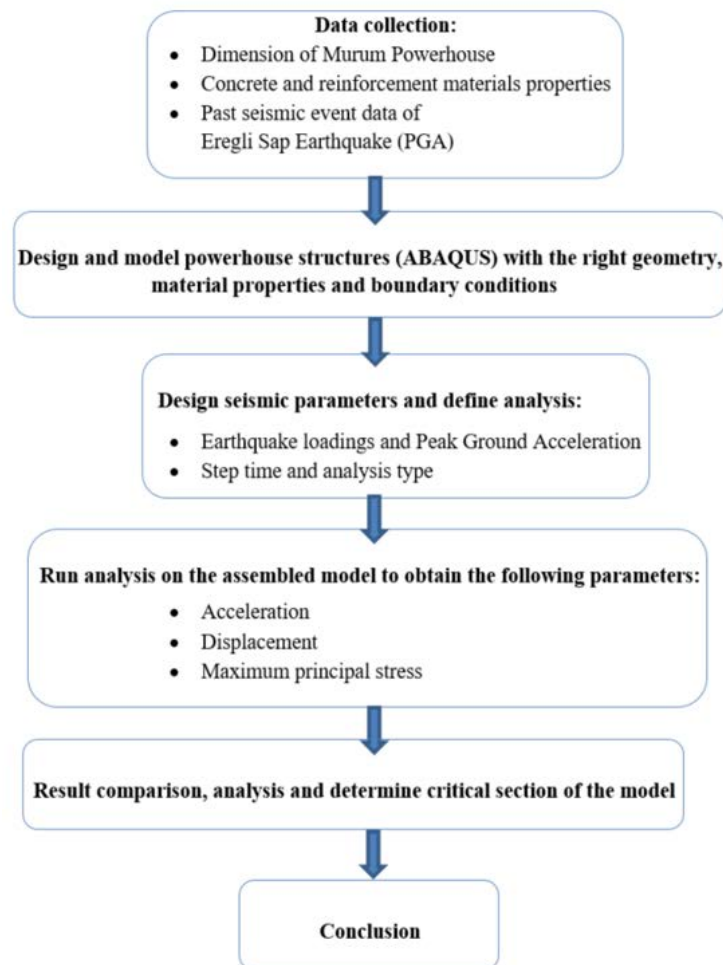 Data collection:
• Dimension of Murum Powerhouse
• Concrete and reinforcement materials properties
• Past seismic event data of
Eregli Sap Earthquake (PGA)
Design and model powerhouse structures (ABAQUS) with the right geometry,
material properties and boundary conditions
Design seismic parameters and define analysis:
• Earthquake loadings and Peak Ground Acceleration
• Step time and analysis type
Run analysis on the assembled model to obtain the following parameters:
• Acceleration
• Displacement
• Maximum principal stress
Result comparison, analysis and determine critical section of the model
Conclusion